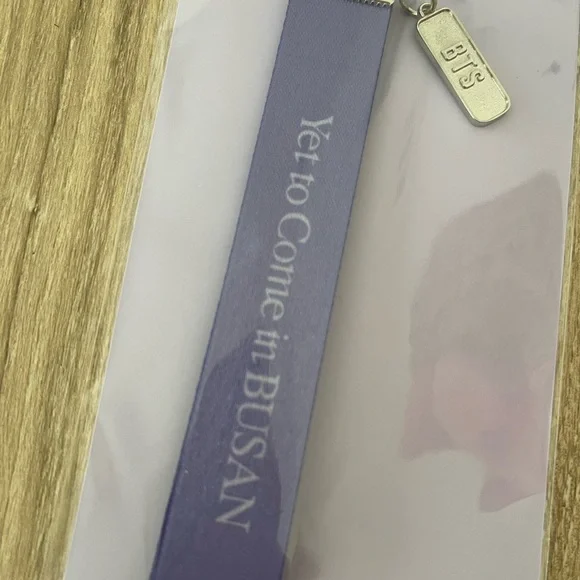 BTS
Yet to Come in BUSAN